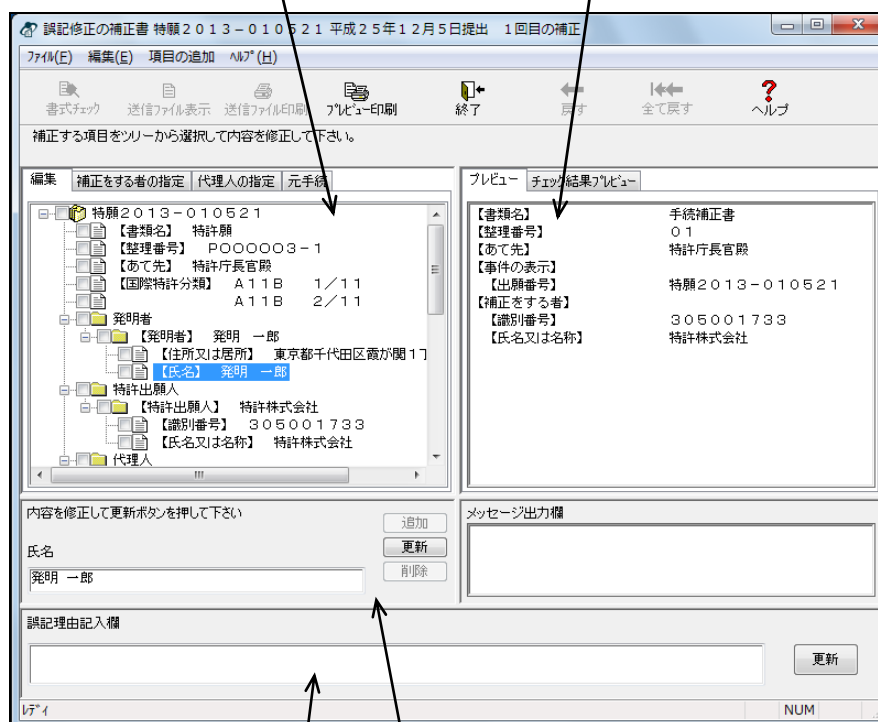 誤記修正の補正書 特願２０１３－０１０５２１ 平成２５年１２月５日提出 １回目の補正
ﾌｧｲﾙ(F) 編集(E) 項目の追加 ﾍﾙﾌﾟ(H)
書式ﾁｪｯｸ 送信ﾌｧｲﾙ表示 送信ﾌｧｲﾙ印刷 ﾌﾟﾚﾋﾞｭｰ印刷 終了 戻す 全て戻す ヘルプ
補正する項目をツリーから選択して内容を修正して下さい。
編集 補正をする者の指定 代理人の指定 元手続
特願２０１３－０１０５２１
【書類名】 特許願
【整理番号】 Ｐ０００００３－１
【あて先】 特許庁長官殿
【国際特許分類】 Ａ１１Ｂ １／１１
Ａ１１Ｂ ２／１１
発明者
【発明者】 発明 一郎
【住所又は居所】 東京都千代田区霞が関１丁
【氏名】 発明 一郎
特許出願人
【特許出願人】 特許株式会社
【識別番号】 ３０５００１７３３
【氏名又は名称】 特許株式会社
代理人
プレビュー ﾁｪｯｸ結果ﾌﾟﾚﾋﾞｭｰ
【書類名】 手続補正書
【整理番号】 ０１
【あて先】 特許庁長官殿
【事件の表示】
【出願番号】 特願２０１３－０１０５２１
【補正をする者】
【識別番号】 ３０５００１７３３
【氏名又は名称】 特許株式会社
内容を修正して更新ボタンを押して下さい
追加
氏名
更新
発明 一郎
削除
メッセージ出力欄
誤記理由記入欄
更新
ﾚﾃﾞｨ NUM